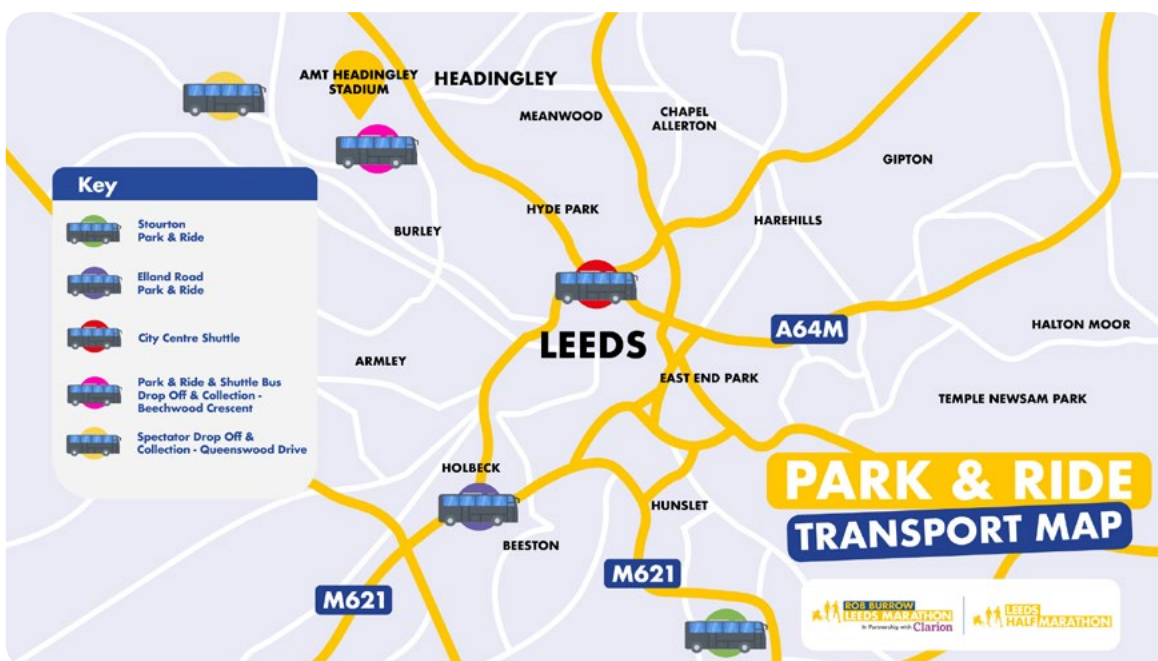 AMT HEADINGLEY
STADIUM
HEADINGLEY
MEANWOOD
CHAPEL
ALLERTON
GIPTON
Key
Stourton
Park & Ride
Elland Road
Park & Ride
City Centre Shuttle
Park & Ride & Shuttle Bus
Drop Off & Collection -
Beechwood Crescent
Spectator Drop Off &
Collection - Queenswood Drive
HYDE PARK
BURLEY
HAREHILLS
LEEDS
A64M
HALTON MOOR
ARMLEY
EAST END PARK
TEMPLE NEWSAM PARK
HOLBECK
HUNSLET
BEESTON
M621
M621
PARK & RIDE
TRANSPORT MAP
ROB BURROW
LEEDS MARATHON
In Partnership with Clarion
LEEDS
HALF MARATHON